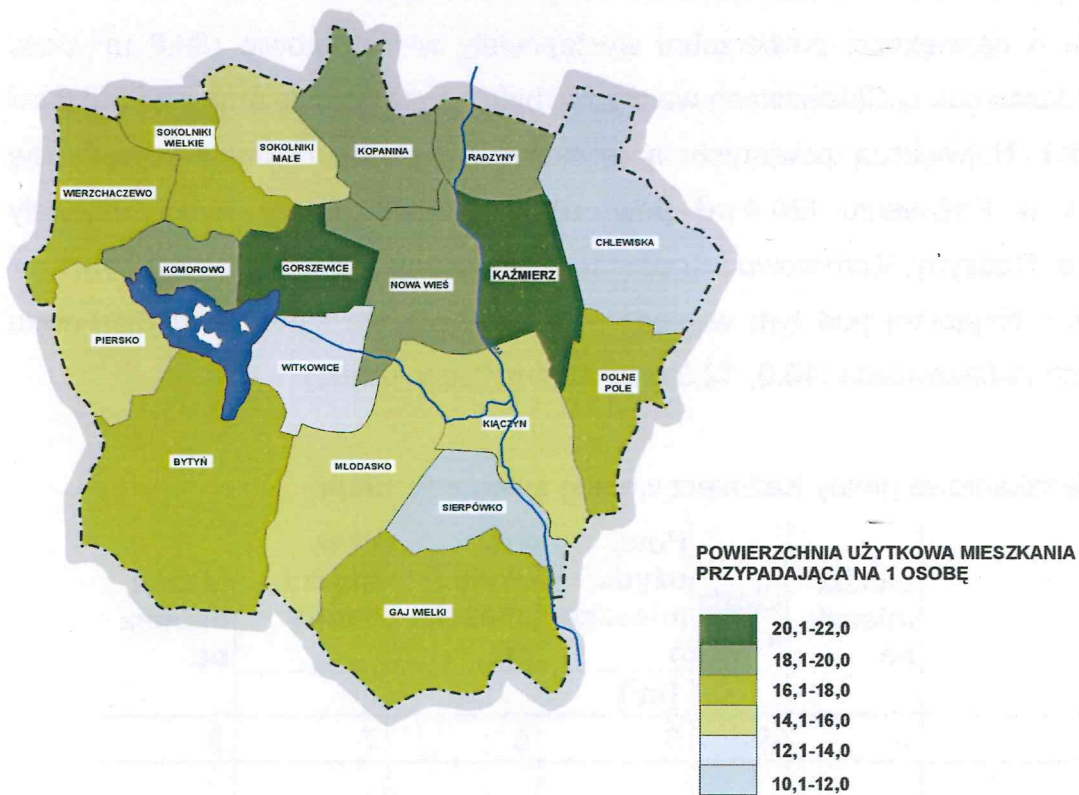 SOKOLNIKI
WIELKIE
SOKOLNIKI
MAŁE
KOPANINA
RADZYNY
WIERZCHACZEWO
CHLEWISKA
KOMOROWO
GORSZEWICE
KAŹMIERZ
NOWA WIEŚ
PIERSKO
WITKOWICE
DOLNE
POLE
KIĄCZYN
BYTYŃ
MŁODASKO
SIERPÓWKO
GAJ WIELKI
POWIERZCHNIA UŻYTKOWA MIESZKANIA
PRZYPADAJĄCA NA 1 OSOBĘ
20,1-22,0
18,1-20,0
16,1-18,0
14,1-16,0
12,1-14,0
10,1-12,0